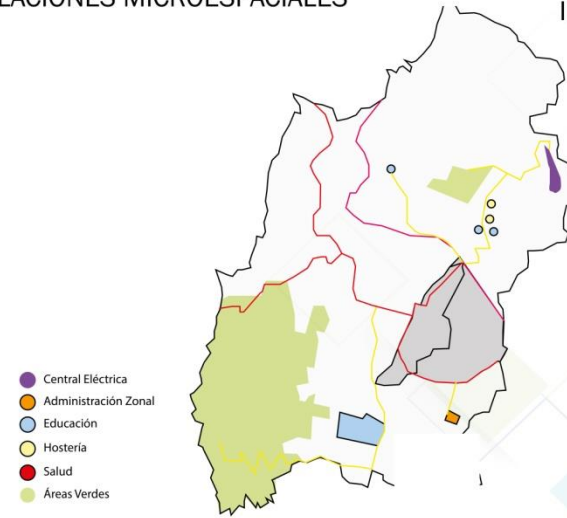 LACIONES MICROESPACIALES
Central Eléctrica
Administración Zonal
Educación
Hostería
Salud
Áreas Verdes